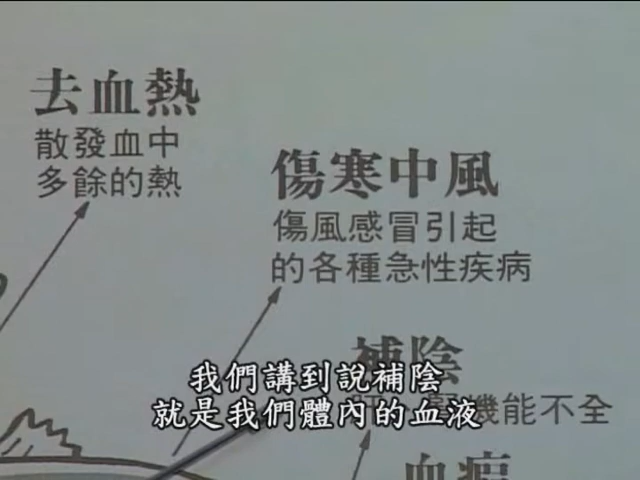 去血熱
散發血中
多餘的熱
傷寒中風
傷風感冒引起
的各種急性疾病
補陰
機能不全
血
我們講到說補陰
就是我們體內的血液